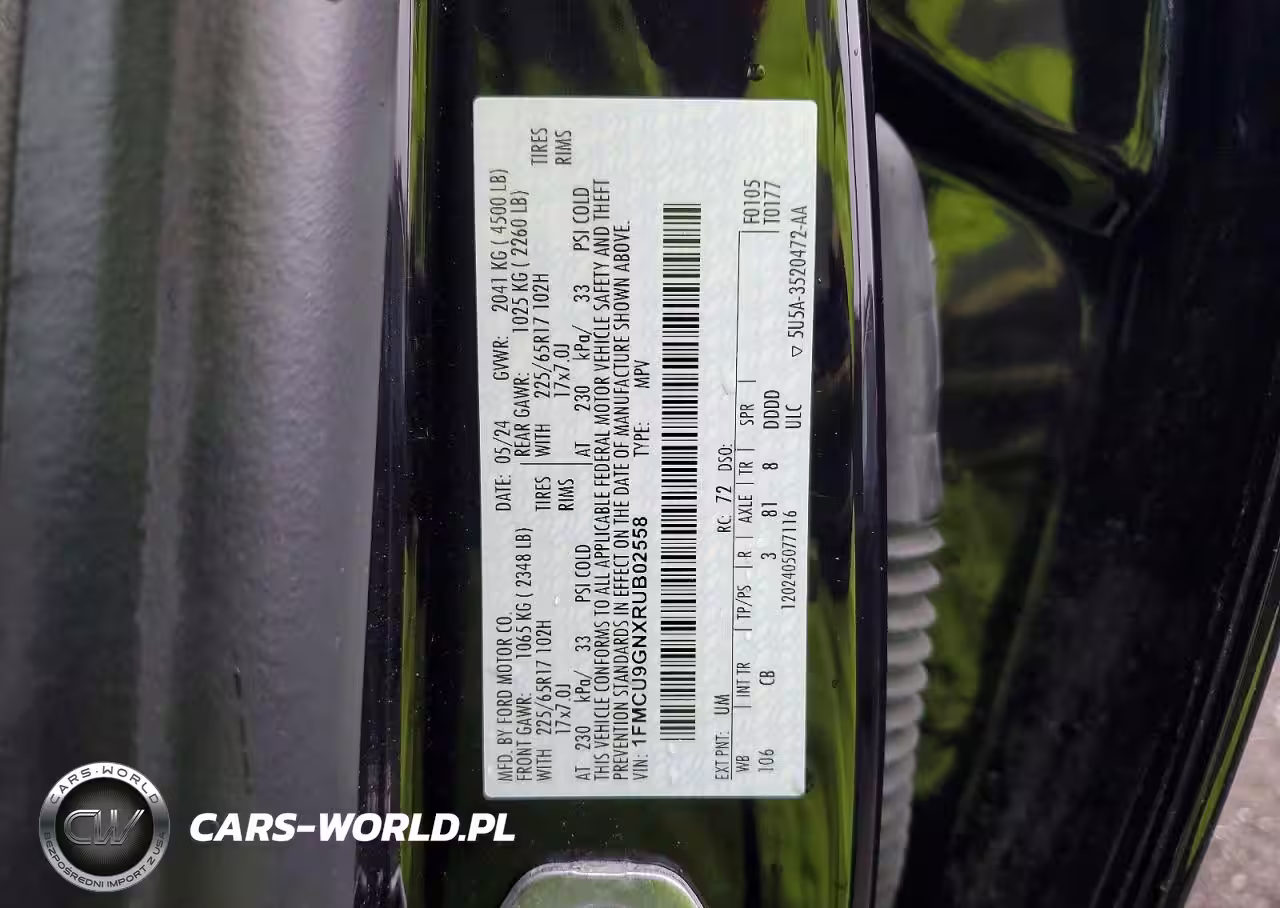 MFD. BY FORD MOTOR CO. DATE: 05/24 GVWR: 2041 KG ( 4500 LB)
FRONT GAWR: 1065 KG ( 2348 LB) REAR GAWR: 1025 KG ( 2260 LB)
WITH 225/65R17 102H TIRES WITH 225/65R17 102H TIRES
17x7.0J RIMS 17x7.0J RIMS
AT 230 kPa/ 33 PSI COLD AT 230 kPa/ 33 PSI COLD
THIS VEHICLE CONFORMS TO ALL APPLICABLE FEDERAL MOTOR VEHICLE SAFETY AND THEFT
PREVENTION STANDARDS IN EFFECT ON THE DATE OF MANUFACTURE SHOWN ABOVE.
VIN: 1FMCU9GNXRUB02558 TYPE: MPV
EXT PNT: UM RC: 72 DSO: F0105
WB INT TR TP/PS R AXLE TR SPR T0177
106 CB 3 81 8 DDDD
1202405077116 ULC ▽ 5U5A-3520472-AA
CARS-WORLD
CW
BEZPOŚREDNI IMPORT Z USA
CARS-WORLD.PL